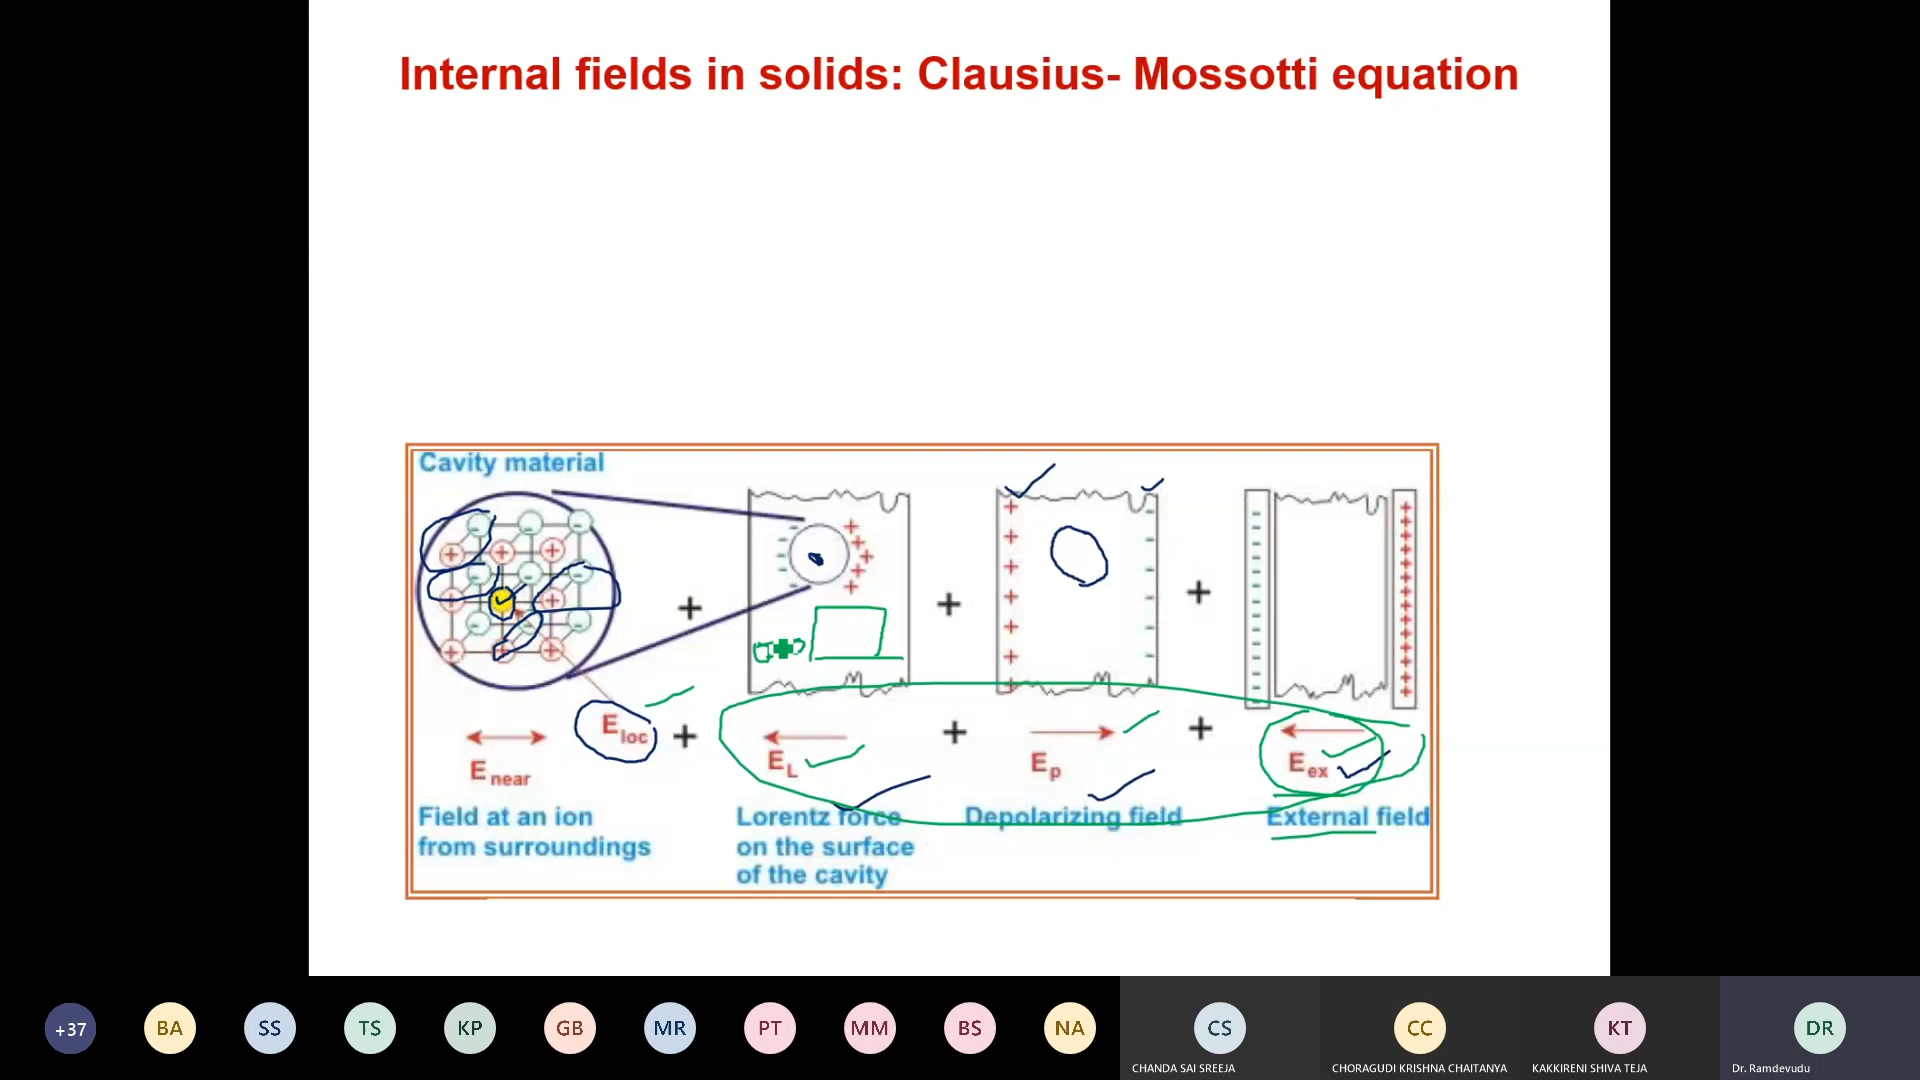 Internal fields in solids: Clausius- Mossotti equation
Cavity material
+ + +
E loc + + +
E near
E L
E p
E ex
Field at an ion
from surroundings
Lorentz force
on the surface
of the cavity
Depolarizing field
External field
+37
BA
SS
TS
KP
GB
MR
PT
MM
BS
NA
CS
CHANDA SAI SREEJA
CC
CHORAGUDI KRISHNA CHAITANYA
KT
KAKKIRENI SHIVA TEJA
DR
Dr. Ramdevudu